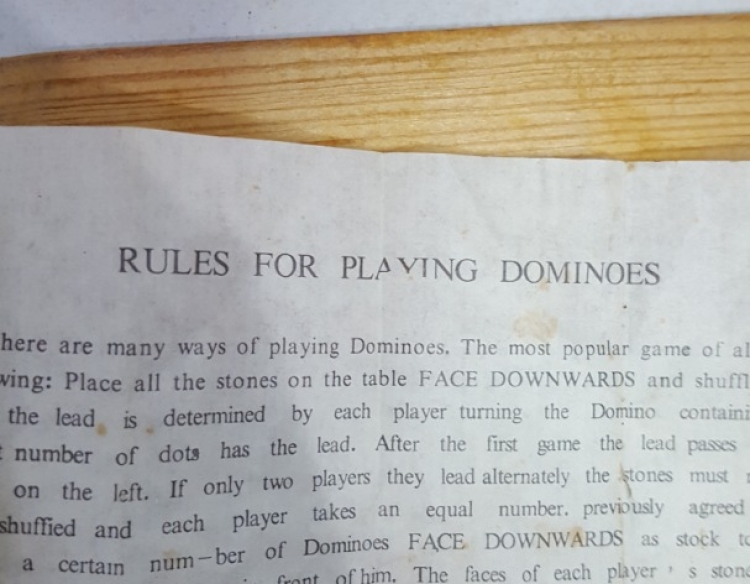 RULES FOR PLAYING DOMINOES
here are many ways of playing Dominoes. The most popular game of al
wing: Place all the stones on the table FACE DOWNWARDS and shuffl
the lead is determined by each player turning the Domino containi
number of dots has the lead. After the first game the lead passes
on the left. If only two players they lead alternately the stones must
shuffied and each player takes an equal number. previously agreed
a certain num–ber of Dominoes FACE DOWNWARDS as stock to
front of him. The faces of each player ' s stone